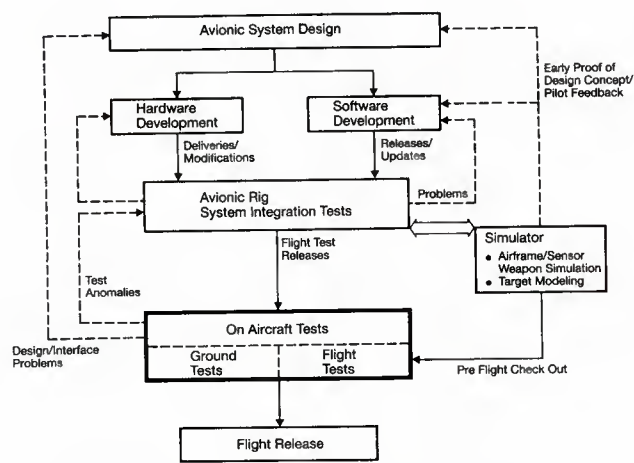 Avionic System Design
Early Proof of
Design Concept/
Pilot Feedback
Hardware
Development
Software
Development
Deliveries/
Modifications
Releases/
Updates
Avionic Rig
System Integration Tests
Problems
Simulator
• Airframe/Sensor
Weapon Simulation
• Target Modeling
Flight Test
Releases
Test
Anomalies
On Aircraft Tests
Ground
Tests
Flight
Tests
Design/Interface
Problems
Pre Flight Check Out
Flight Release